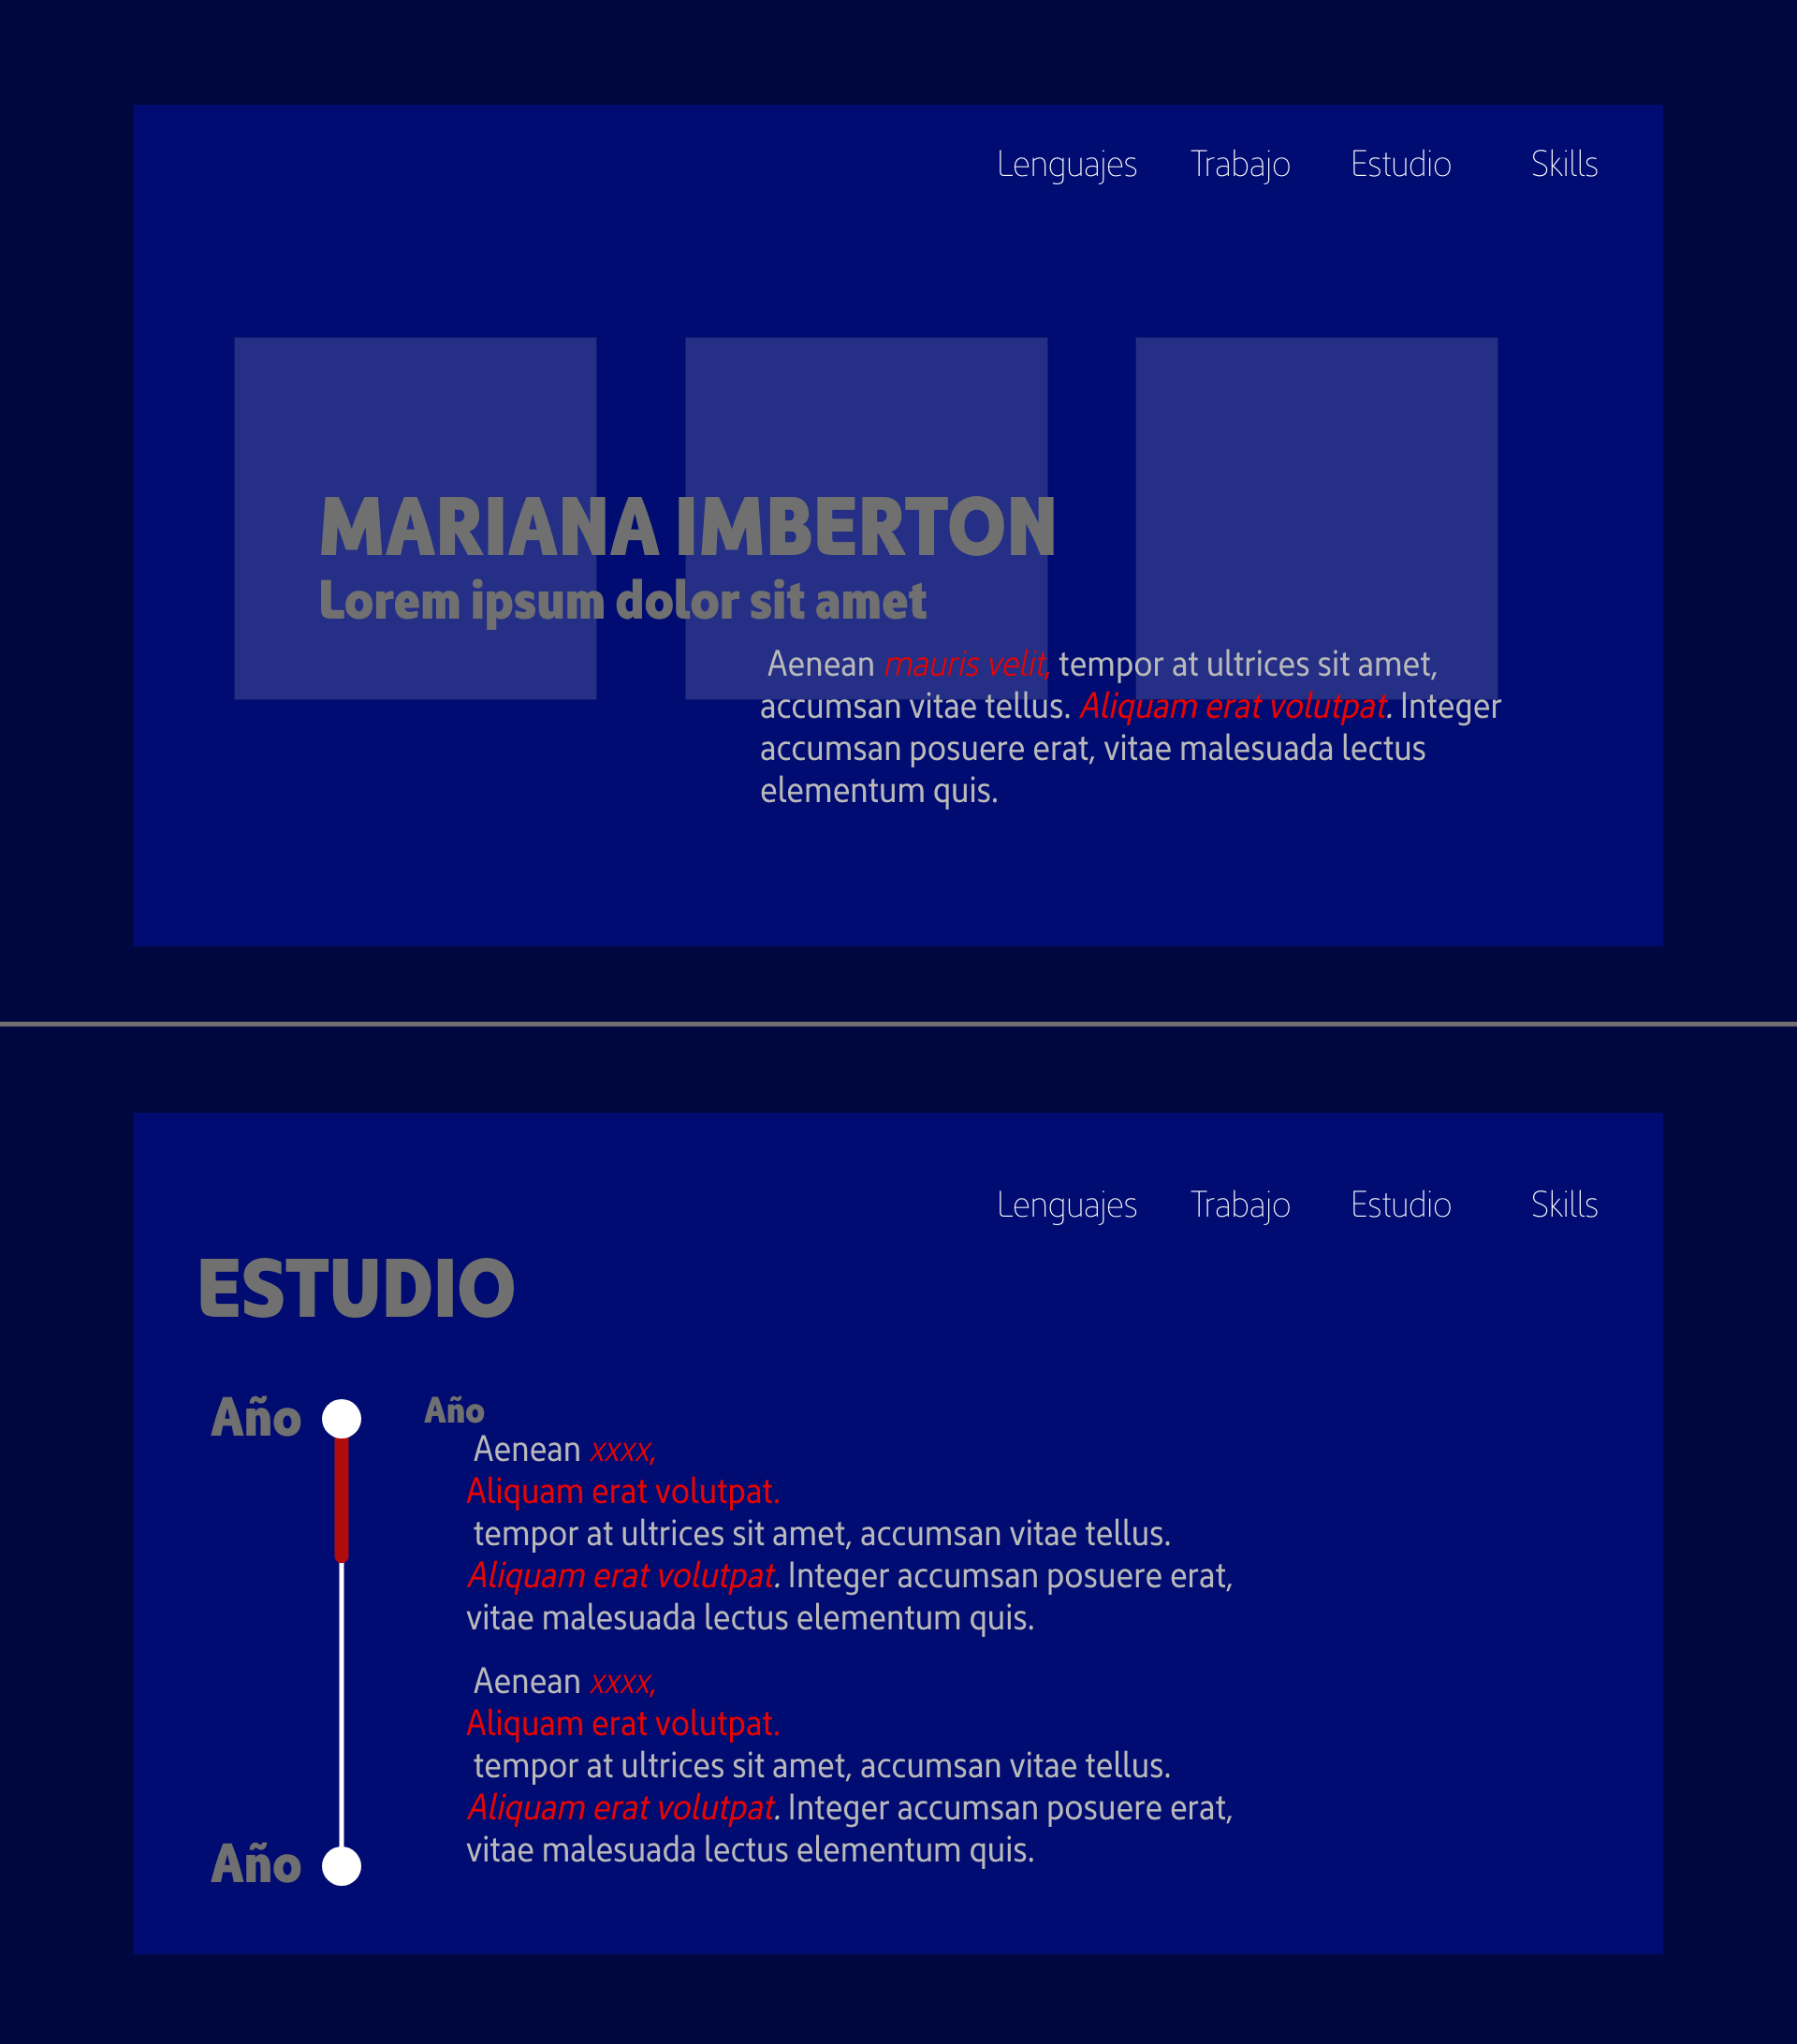 Lenguajes Trabajo Estudio Skills
MARIANA IMBERTON
Lorem ipsum dolor sit amet
Aenean mauris velit, tempor at ultrices sit amet,
accumsan vitae tellus. Aliquam erat volutpat. Integer
accumsan posuere erat, vitae malesuada lectus
elementum quis.
Lenguajes Trabajo Estudio Skills
ESTUDIO
Año
Año
Aenean xxxx,
Aliquam erat volutpat.
tempor at ultrices sit amet, accumsan vitae tellus.
Aliquam erat volutpat. Integer accumsan posuere erat,
vitae malesuada lectus elementum quis.
Aenean xxxx,
Aliquam erat volutpat.
tempor at ultrices sit amet, accumsan vitae tellus.
Aliquam erat volutpat. Integer accumsan posuere erat,
vitae malesuada lectus elementum quis.
Año